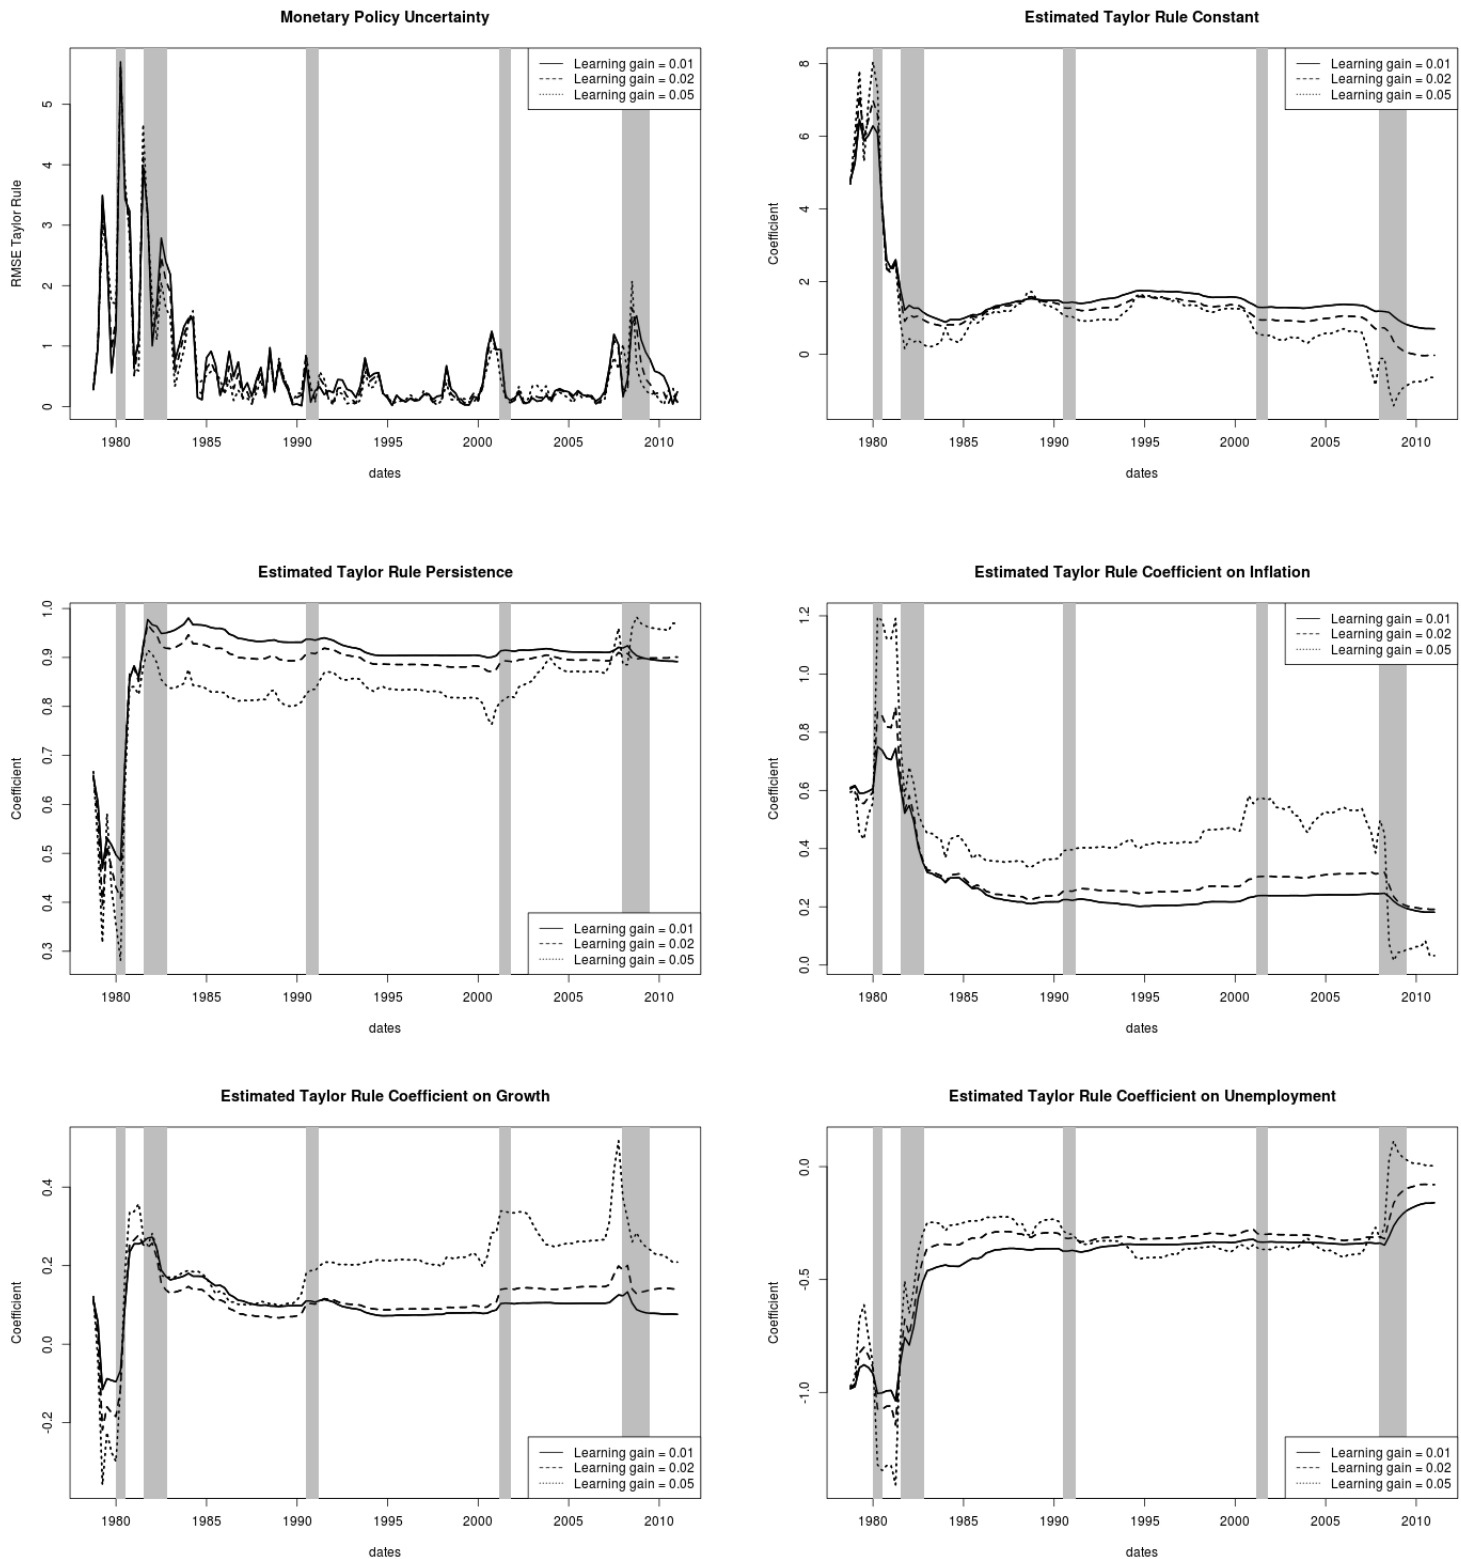 Monetary Policy Uncertainty
RMSE Taylor Rule
5
4
3
2
1
0
Learning gain = 0.01
Learning gain = 0.02
Learning gain = 0.05
1980 1985 1990 1995 2000 2005 2010
dates
Estimated Taylor Rule Constant
Coefficient
8
6
4
2
0
Learning gain = 0.01
Learning gain = 0.02
Learning gain = 0.05
1980 1985 1990 1995 2000 2005 2010
dates
Estimated Taylor Rule Persistence
Coefficient
1.0
0.9
0.8
0.7
0.6
0.5
0.4
0.3
Learning gain = 0.01
Learning gain = 0.02
Learning gain = 0.05
1980 1985 1990 1995 2000 2005 2010
dates
Estimated Taylor Rule Coefficient on Inflation
Coefficient
1.2
1.0
0.8
0.6
0.4
0.2
0.0
Learning gain = 0.01
Learning gain = 0.02
Learning gain = 0.05
1980 1985 1990 1995 2000 2005 2010
dates
Estimated Taylor Rule Coefficient on Growth
Coefficient
0.4
0.2
0.0
-0.2
Learning gain = 0.01
Learning gain = 0.02
Learning gain = 0.05
1980 1985 1990 1995 2000 2005 2010
dates
Estimated Taylor Rule Coefficient on Unemployment
Coefficient
0.0
-0.5
-1.0
Learning gain = 0.01
Learning gain = 0.02
Learning gain = 0.05
1980 1985 1990 1995 2000 2005 2010
dates